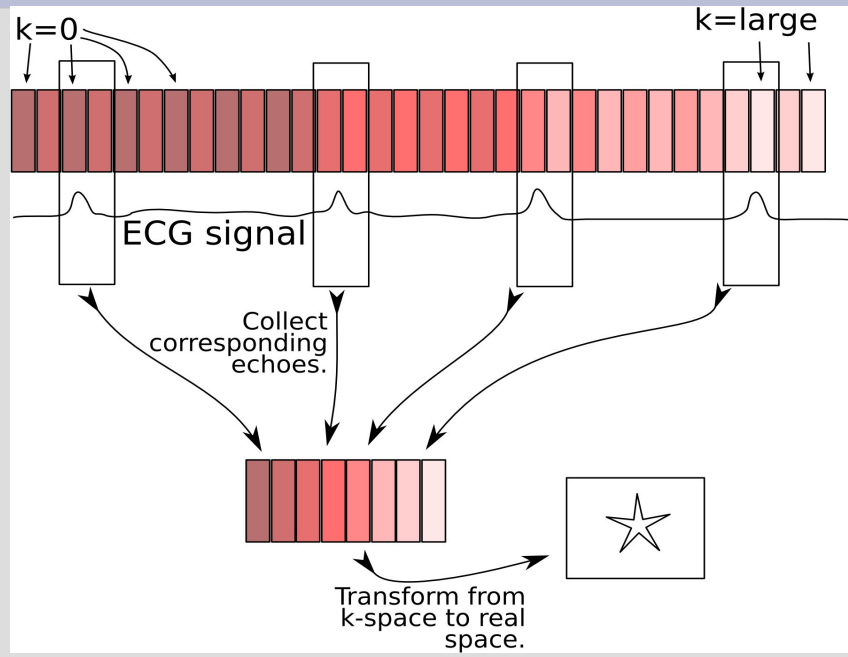 k=0
k=large
ECG signal
Collect
corresponding
echoes.
Transform from
k-space to real
space.